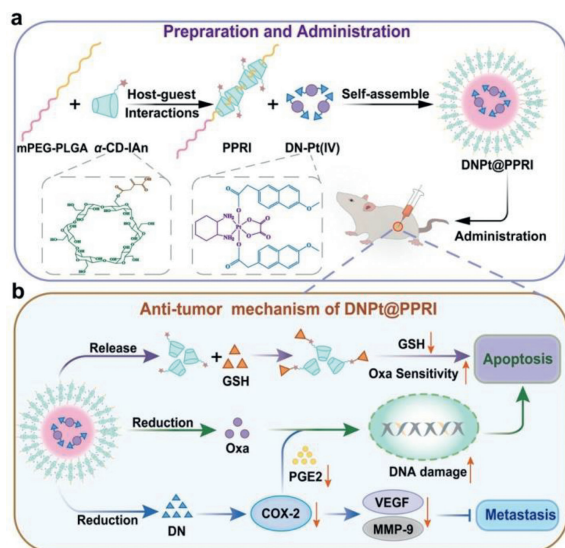 a
Preparation and Administration
mPEG-PLGA
+
α-CD-IAn
Host-guest
Interactions
PPRI
+
DN-Pt(IV)
Self-assemble
DNPt@PPRI
Administration
b
Anti-tumor mechanism of DNPt@PPRI
Release
+
GSH
GSH
Oxa Sensitivity
Apoptosis
Reduction
Oxa
PGE2
DNA damage
Reduction
DN
COX-2
VEGF
MMP-9
Metastasis